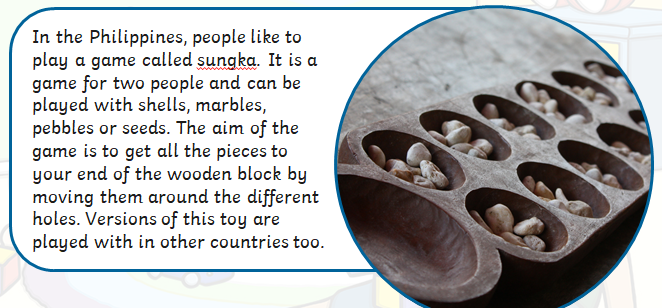 In the Philippines, people like to
play a game called sungka. It is a
game for two people and can be
played with shells, marbles,
pebbles or seeds. The aim of the
game is to get all the pieces to
your end of the wooden block by
moving them around the different
holes. Versions of this toy are
played with in other countries too.